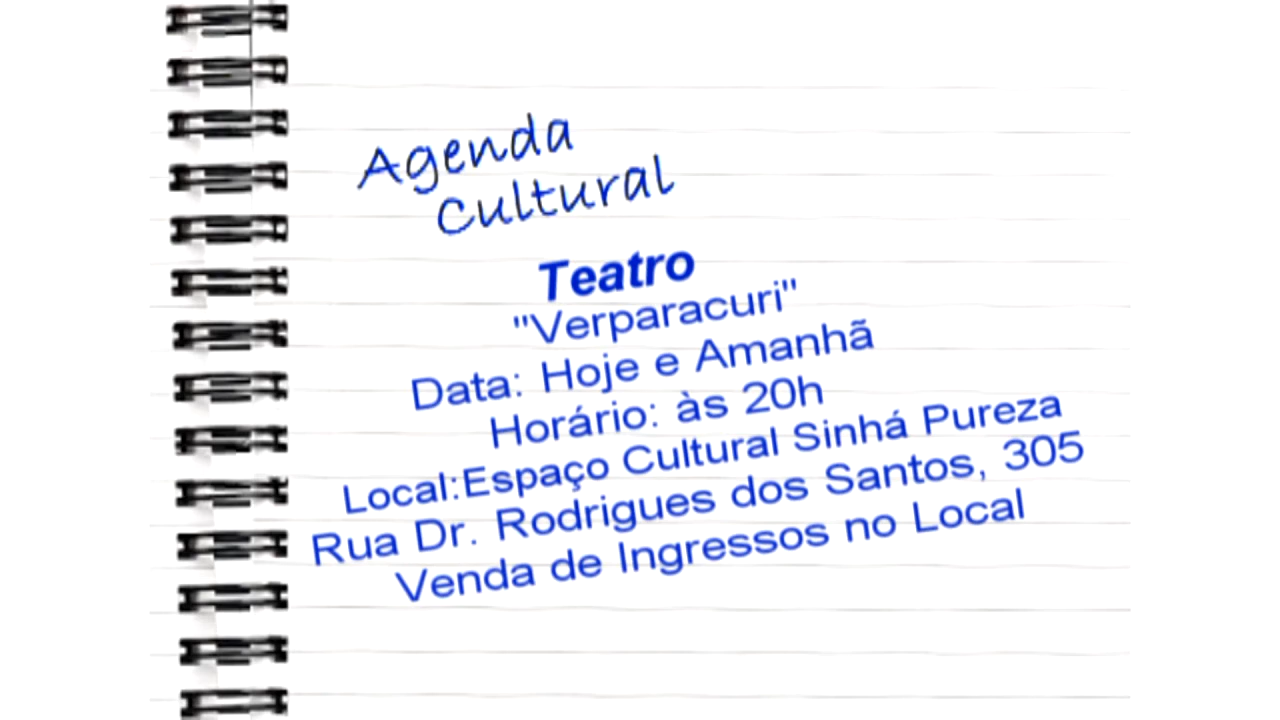 Agenda
Cultural
Teatro
"Verparacuri"
Data: Hoje e Amanhã
Horário: às 20h
Local:Espaço Cultural Sinhá Pureza
Rua Dr. Rodrigues dos Santos, 305
Venda de Ingressos no Local